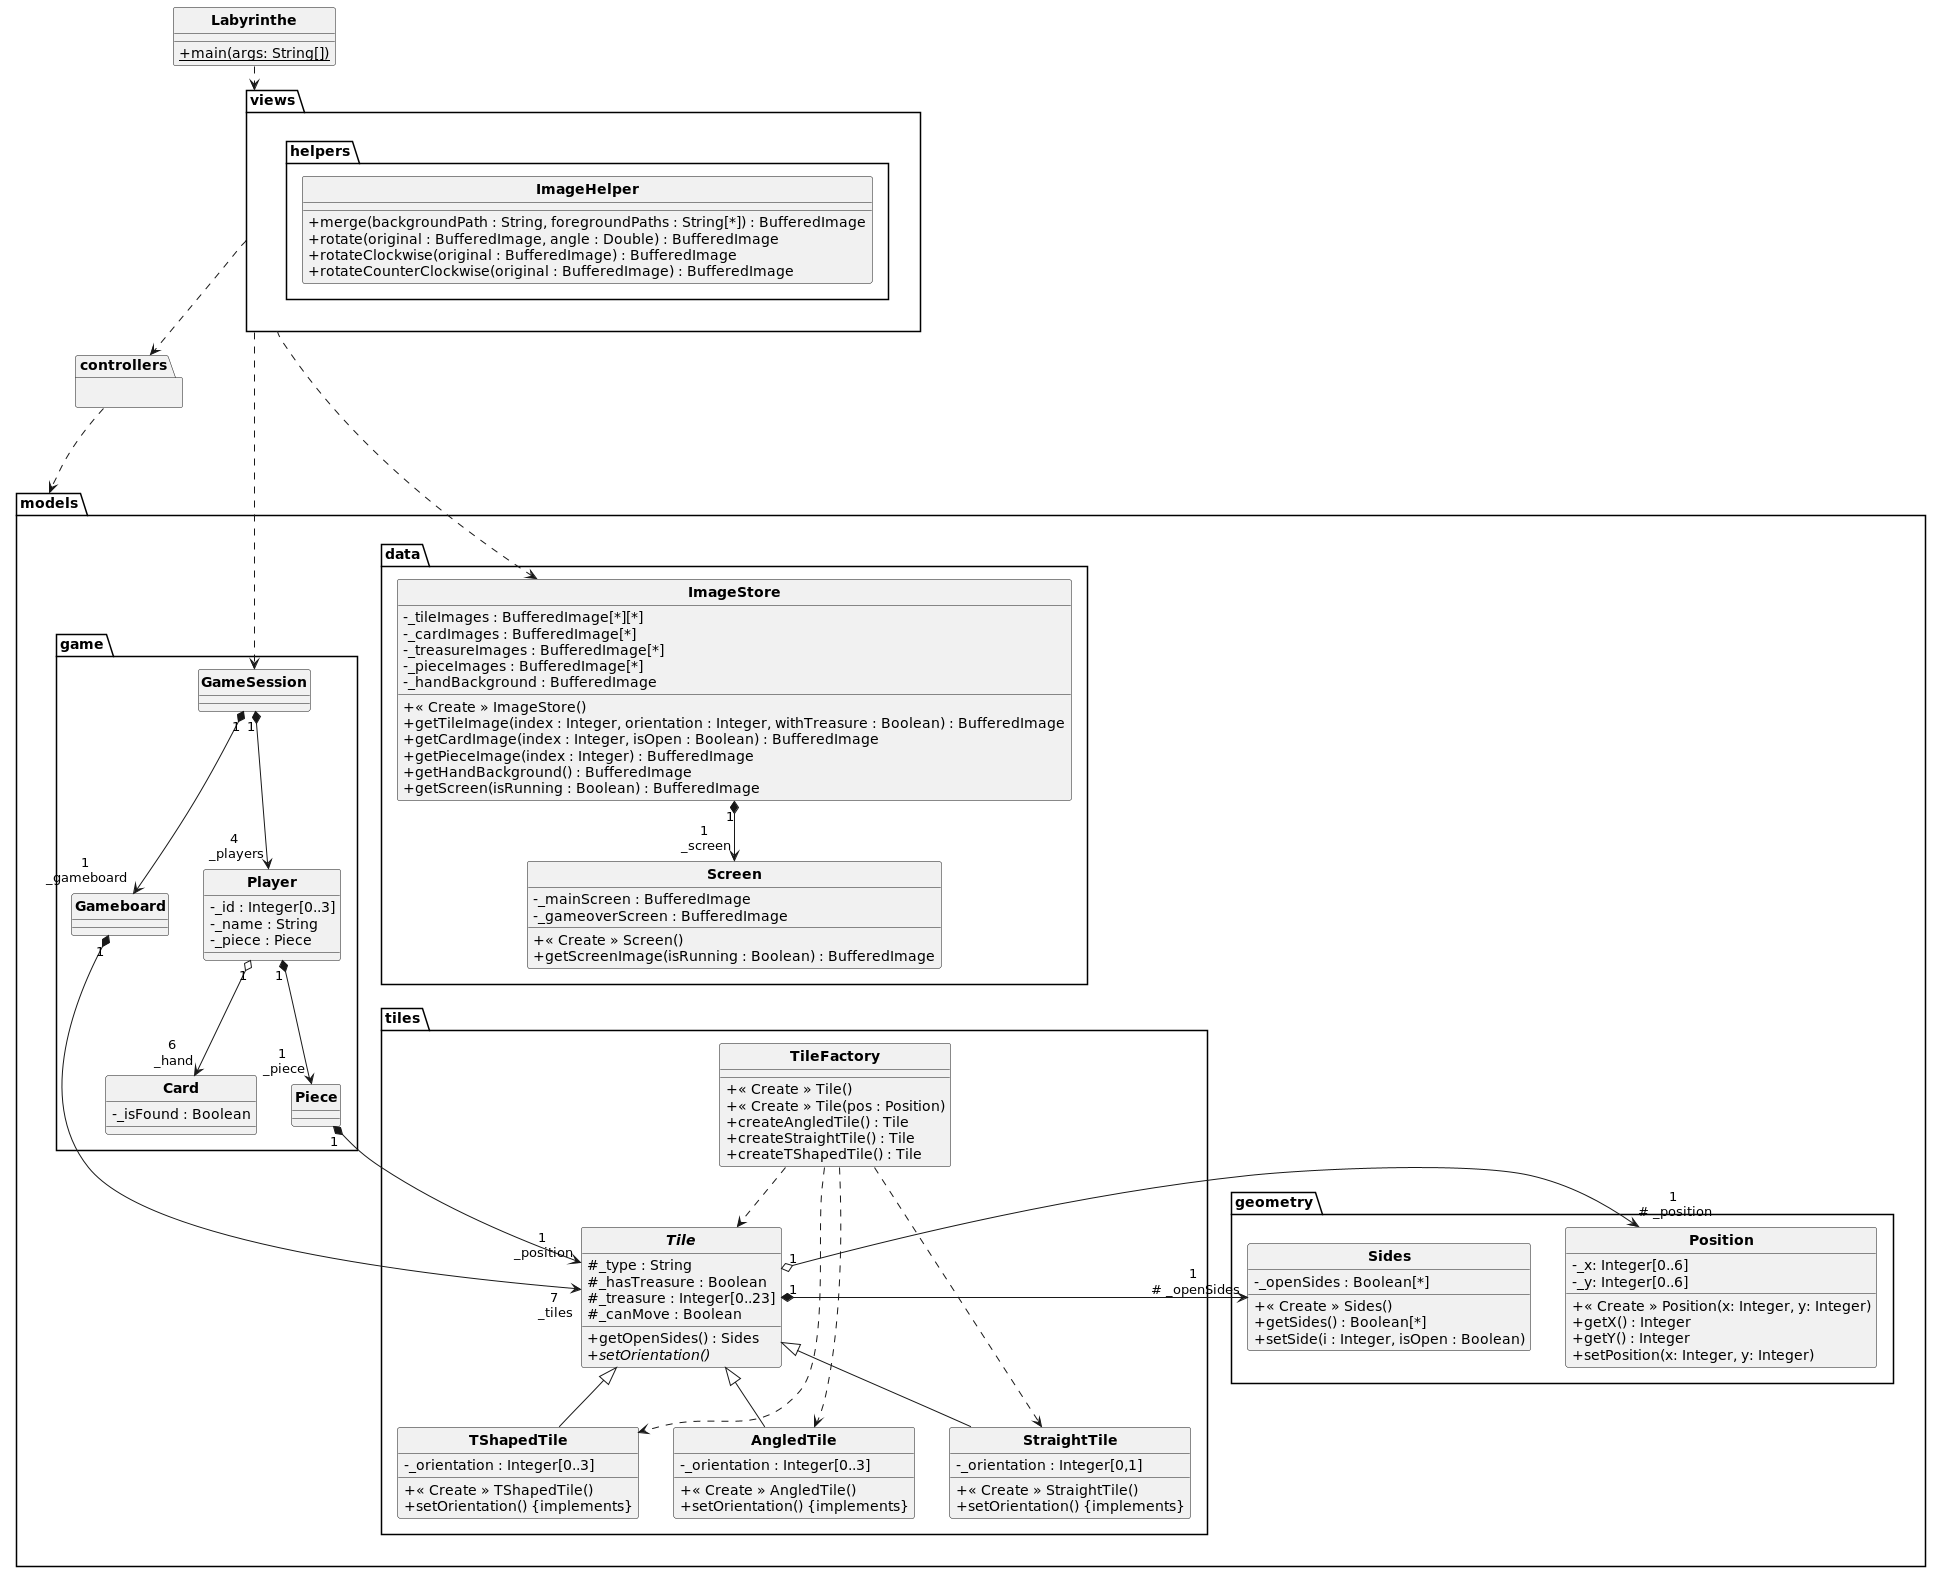 Labyrinthe
+main(args: String[])
views
helpers
ImageHelper
+merge(backgroundPath : String, foregroundPaths : String[*]) : BufferedImage
+rotate(original : BufferedImage, angle : Double) : BufferedImage
+rotateClockwise(original : BufferedImage) : BufferedImage
+rotateCounterClockwise(original : BufferedImage) : BufferedImage
controllers
models
data
ImageStore
-_tileImages : BufferedImage[*][*]
-_cardImages : BufferedImage[*]
-_treasureImages : BufferedImage[*]
-_pieceImages : BufferedImage[*]
-_handBackground : BufferedImage
+« Create » ImageStore()
+getTileImage(index : Integer, orientation : Integer, withTreasure : Boolean) : BufferedImage
+getCardImage(index : Integer, isOpen : Boolean) : BufferedImage
+getPieceImage(index : Integer) : BufferedImage
+getHandBackground() : BufferedImage
+getScreen(isRunning : Boolean) : BufferedImage
1
1
_screen
Screen
-_mainScreen : BufferedImage
-_gameoverScreen : BufferedImage
+« Create » Screen()
+getScreenImage(isRunning : Boolean) : BufferedImage
game
GameSession
1
1
4
_players
1
_gameboard
Gameboard
1
Player
-_id : Integer[0..3]
-_name : String
-_piece : Piece
1
1
6
_hand
1
_piece
Card
-_isFound : Boolean
Piece
1
tiles
TileFactory
+« Create » Tile()
+« Create » Tile(pos : Position)
+createAngledTile() : Tile
+createStraightTile() : Tile
+createTShapedTile() : Tile
1
_position
7
_tiles
Tile
#_type : String
#_hasTreasure : Boolean
#_treasure : Integer[0..23]
#_canMove : Boolean
+getOpenSides() : Sides
+setOrientation()
1
1
1
# _position
1
# _openSides
geometry
Sides
-_openSides : Boolean[*]
+« Create » Sides()
+getSides() : Boolean[*]
+setSide(i : Integer, isOpen : Boolean)
Position
-_x: Integer[0..6]
-_y: Integer[0..6]
+« Create » Position(x: Integer, y: Integer)
+getX() : Integer
+getY() : Integer
+setPosition(x: Integer, y: Integer)
TShapedTile
-_orientation : Integer[0..3]
+« Create » TShapedTile()
+setOrientation() {implements}
AngledTile
-_orientation : Integer[0..3]
+« Create » AngledTile()
+setOrientation() {implements}
StraightTile
-_orientation : Integer[0,1]
+« Create » StraightTile()
+setOrientation() {implements}